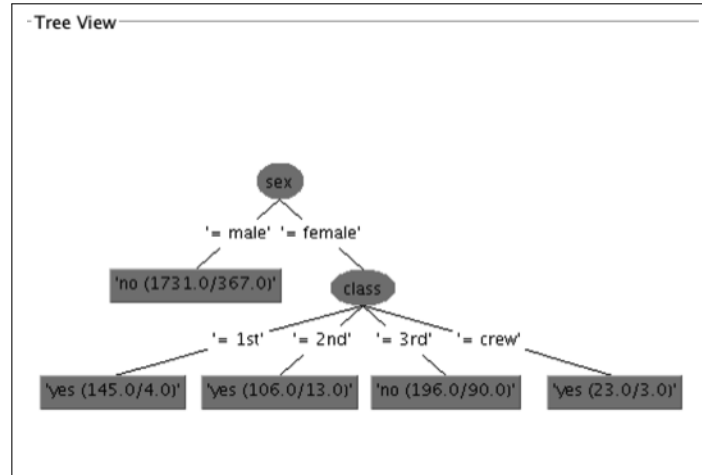 Tree View
sex
'= male' '= female'
'no (1731.0/367.0)'
class
'= 1st' '= 2nd' '= 3rd' '= crew'
'yes (145.0/4.0)' 'yes (106.0/13.0)' 'no (196.0/90.0)' 'yes (23.0/3.0)'